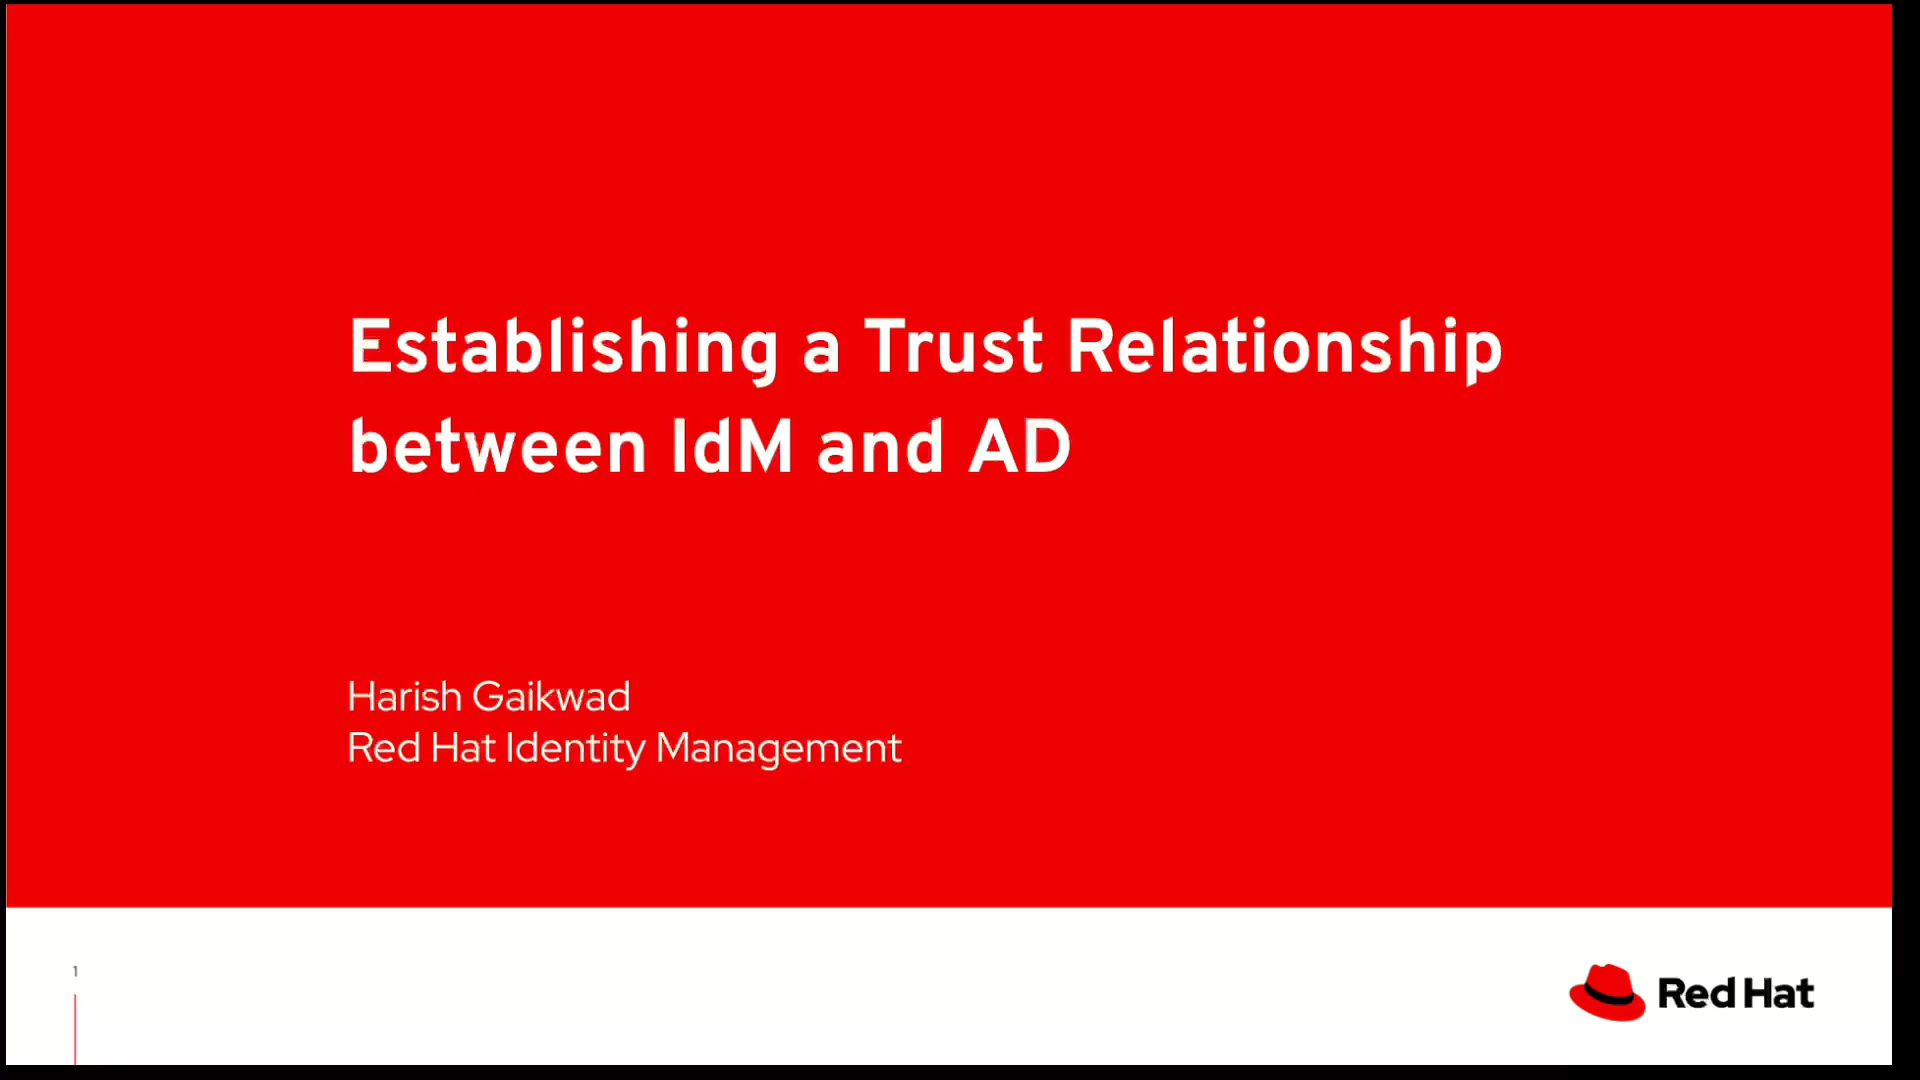 Establishing a Trust Relationship
between IdM and AD
Harish Gaikwad
Red Hat Identity Management
1
Red Hat